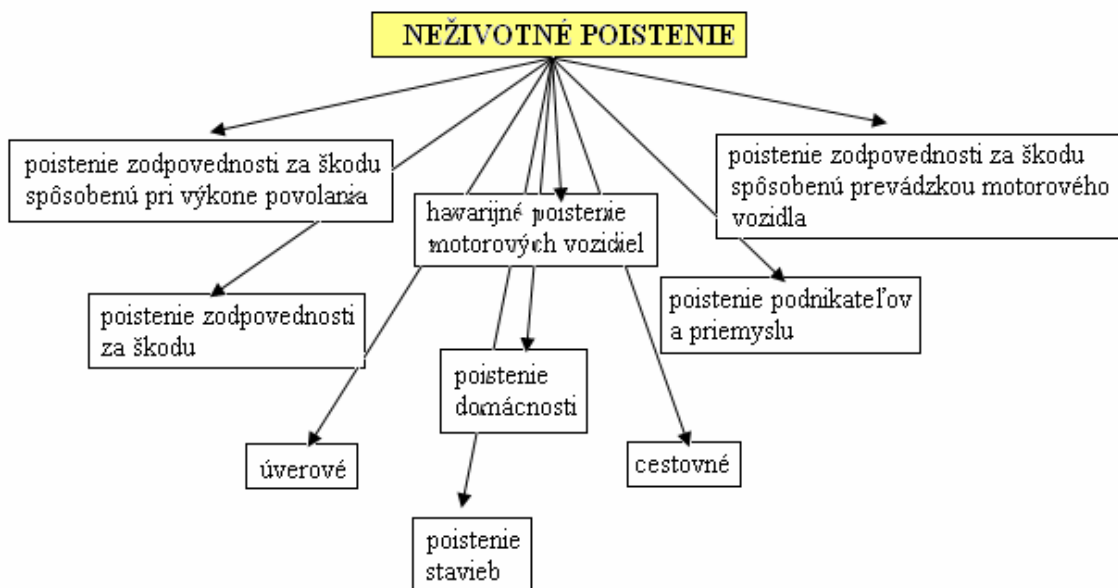 NEŽIVOTNÉ POISTENIE
poistenie zodpovednosti za škodu
spôsobenú pri výkone povolania
havarijné poistenie
motorových vozidiel
poistenie zodpovednosti za škodu
spôsobenú prevádzkou motorového
vozidla
poistenie zodpovednosti
za škodu
poistenie podnikateľov
a priemyslu
poistenie
domácnosti
úverové
cestovné
poistenie
stavieb